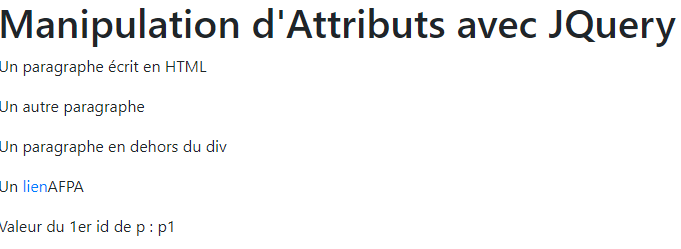 Manipulation d'Attributs avec JQuery
Un paragraphe écrit en HTML
Un autre paragraphe
Un paragraphe en dehors du div
Un lienAFPA
Valeur du 1er id de p : p1